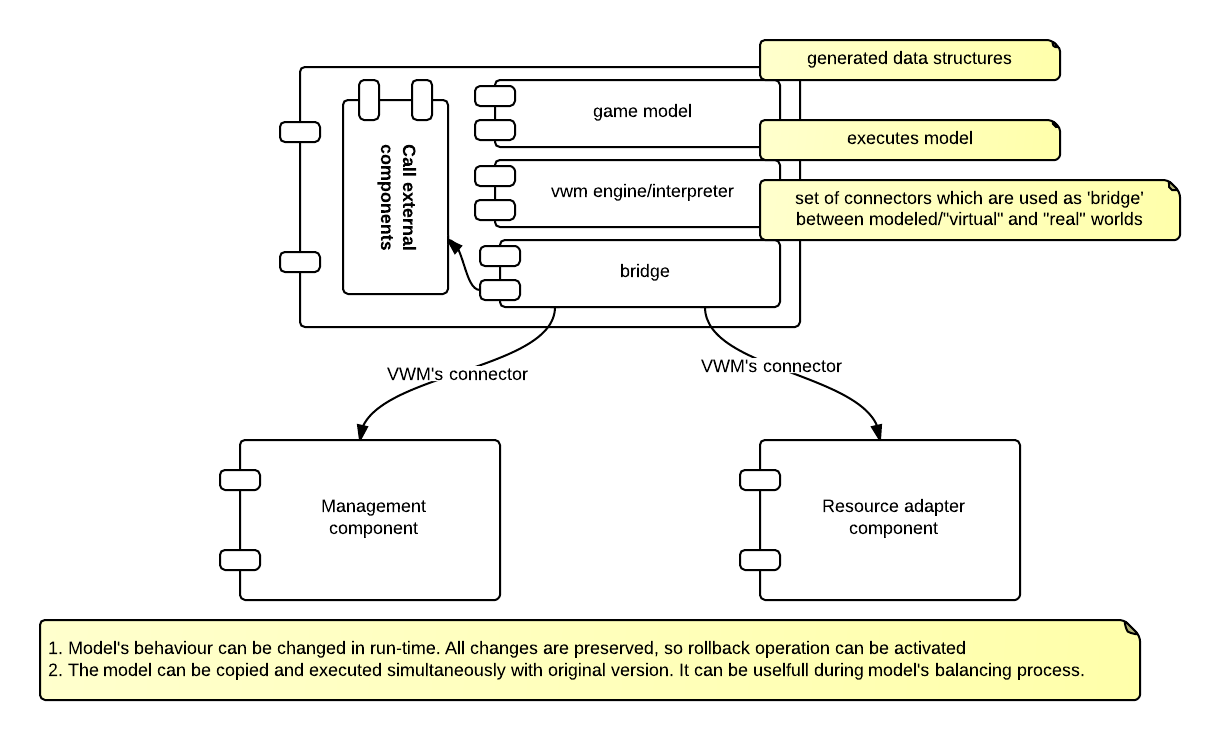 generated data structures
game model
executes model
Call external
components
vwm engine/interpreter
set of connectors which are used as 'bridge'
between modeled/"virtual" and "real" worlds
bridge
VWM's connector
VWM's connector
Management
component
Resource adapter
component
1. Model's behaviour can be changed in run-time. All changes are preserved, so rollback operation can be activated
2. The model can be copied and executed simultaneously with original version. It can be usefull during model's balancing process.